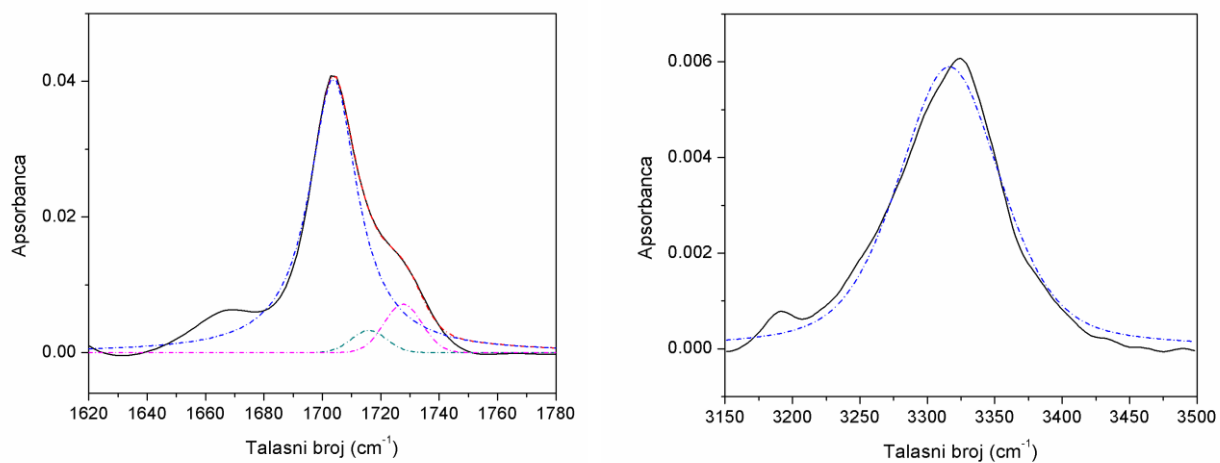 0.04
0.02
0.00
Apsorbanca
1620 1640 1660 1680 1700 1720 1740 1760 1780
Talasni broj (cm⁻¹)
0.006
0.004
0.002
0.000
Apsorbanca
3150 3200 3250 3300 3350 3400 3450 3500
Talasni broj (cm⁻¹)